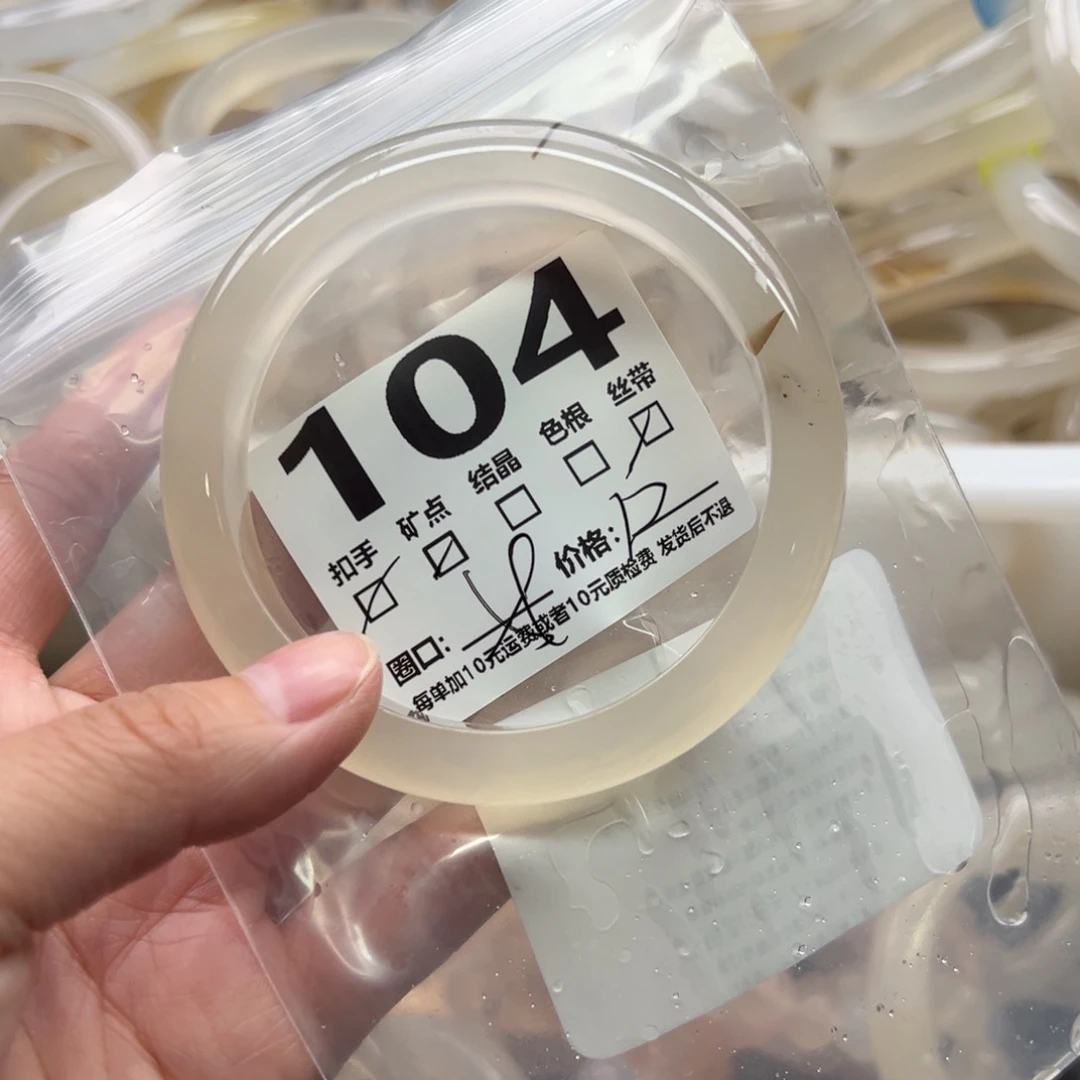 104
扣手 矿点 结晶 色根 丝带
圈口: 价格:
每单加10元运费或者10元质检费 发货后不退